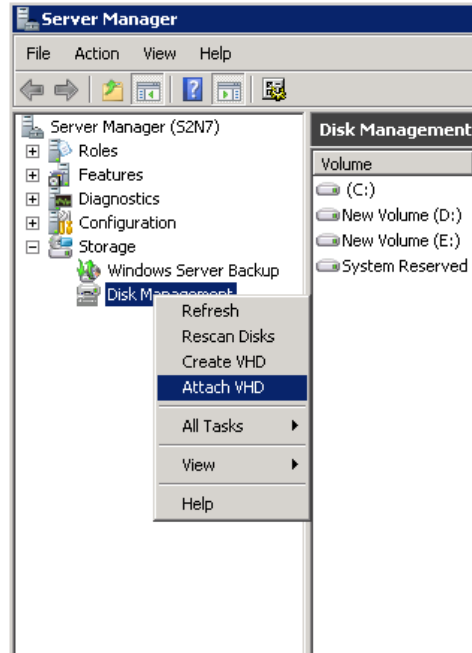 Server Manager
File Action View Help
Server Manager (S2N7)
Roles
Features
Diagnostics
Configuration
Storage
Windows Server Backup
Disk Management
Refresh
Rescan Disks
Create VHD
Attach VHD
All Tasks
View
Help
Disk Management
Volume
(C:)
New Volume (D:)
New Volume (E:)
System Reserved